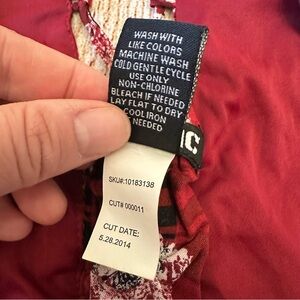 WASH WITH
LIKE COLORS
MACHINE WASH
COLD GENTLE CYCLE
USE ONLY
NON-CHLORINE
BLEACH IF NEEDED
LAY FLAT TO DRY
COOL IRON
IF NEEDED
C
SKU#:10183138
CUT# 000011
CUT DATE:
5.28.2014